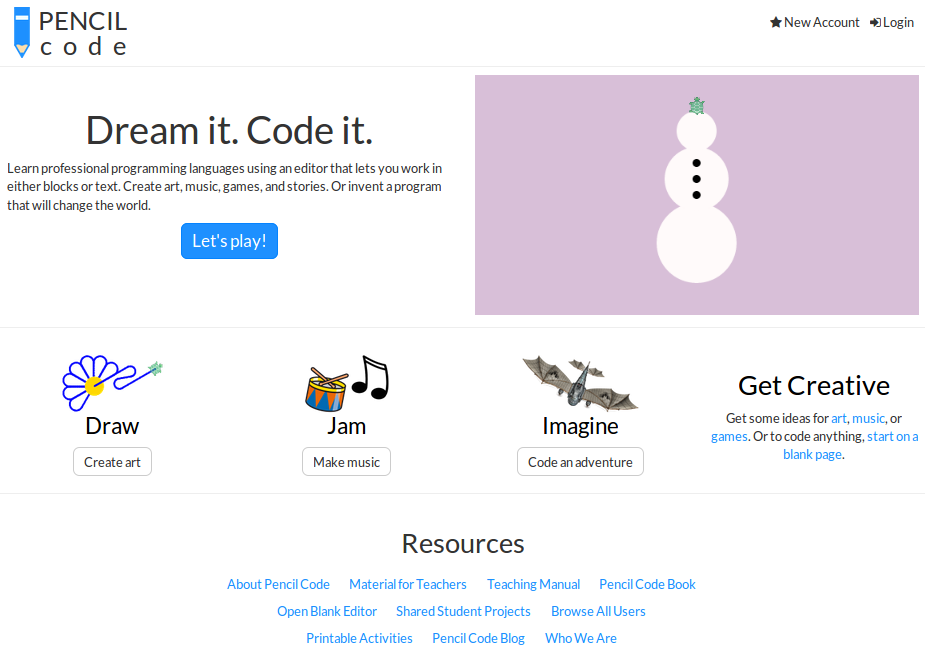 PENCIL
code
New Account Login
Dream it. Code it.
Learn professional programming languages using an editor that lets you work in
either blocks or text. Create art, music, games, and stories. Or invent a program
that will change the world.
Let's play!
Draw
Create art
Jam
Make music
Imagine
Code an adventure
Get Creative
Get some ideas for art, music, or
games. Or to code anything, start on a
blank page.
Resources
About Pencil Code Material for Teachers Teaching Manual Pencil Code Book
Open Blank Editor Shared Student Projects Browse All Users
Printable Activities Pencil Code Blog Who We Are